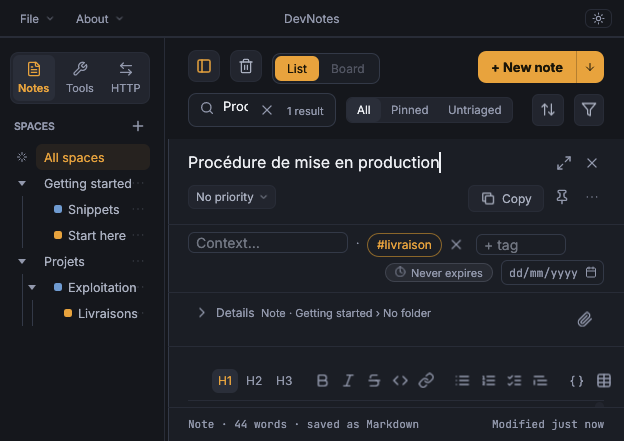 File About DevNotes
Notes Tools HTTP
List Board
+ New note
Proc 1 result
All Pinned Untriaged
SPACES
All spaces
Getting started
Snippets
Start here
Projets
Exploitation
Livraisons
Procédure de mise en production
No priority
Copy
Context...
#livraison
+ tag
Never expires
dd/mm/yyyy
Details Note · Getting started › No folder
H1 H2 H3 B I S <> {}
Note · 44 words · saved as Markdown
Modified just now